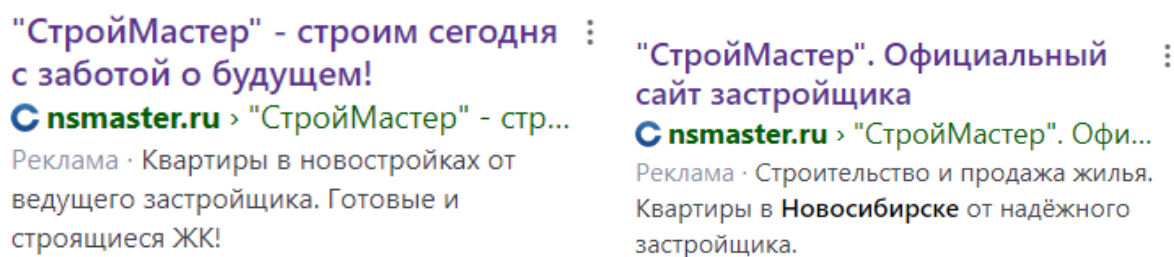 "СтройМастер" - строим сегодня
с заботой о будущем!
nsmaster.ru › "СтройМастер" - стр...
Реклама · Квартиры в новостройках от
ведущего застройщика. Готовые и
строящиеся ЖК!
"СтройМастер". Официальный
сайт застройщика
nsmaster.ru › "СтройМастер". Офи...
Реклама · Строительство и продажа жилья.
Квартиры в Новосибирске от надёжного
застройщика.